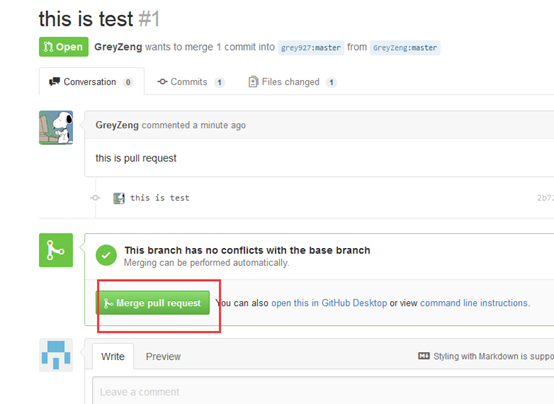 this is test #1
Open GreyZeng wants to merge 1 commit into grey927:master from GreyZeng:master
Conversation 0 Commits 1 Files changed 1
GreyZeng commented a minute ago
this is pull request
this is test 2b7
This branch has no conflicts with the base branch
Merging can be performed automatically.
Merge pull request You can also open this in GitHub Desktop or view command line instructions.
Write Preview Styling with Markdown is suppo
Leave a comment